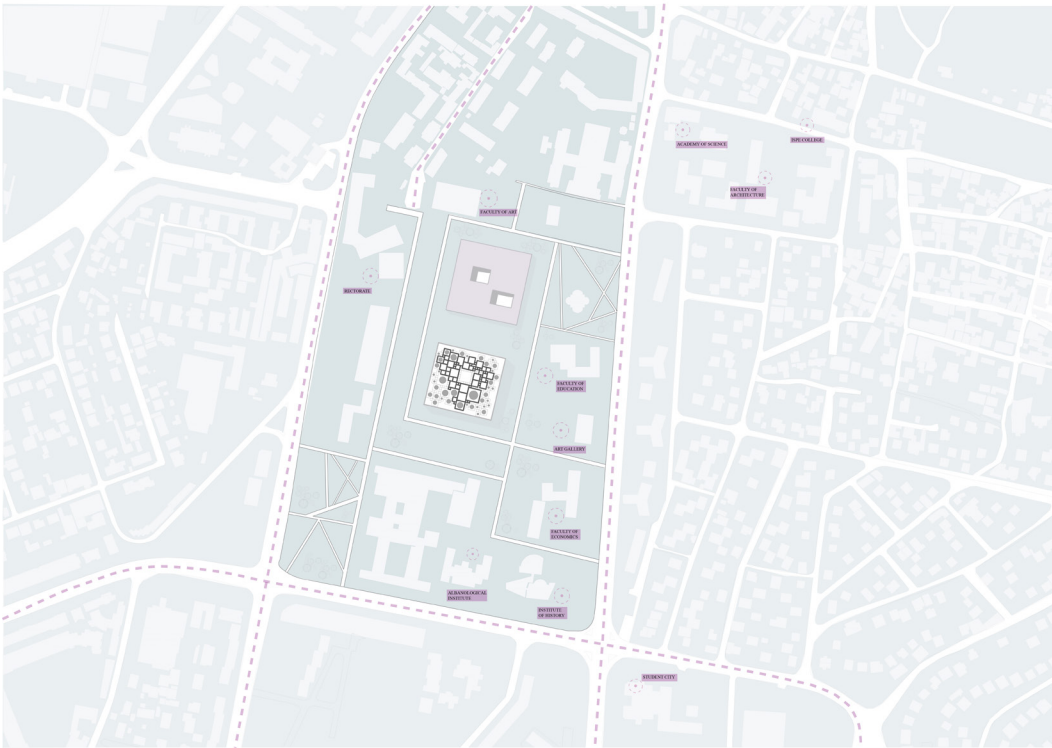 ACADEMY OF SCIENCE
ISPE COLLEGE
FACULTY OF
ARCHITECTURE
FACULTY OF ART
RECTORATE
FACULTY OF
EDUCATION
ART GALLERY
FACULTY OF
ECONOMICS
ALBANOLOGICAL
INSTITUTE
INSTITUTE
OF HISTORY
STUDENT CITY